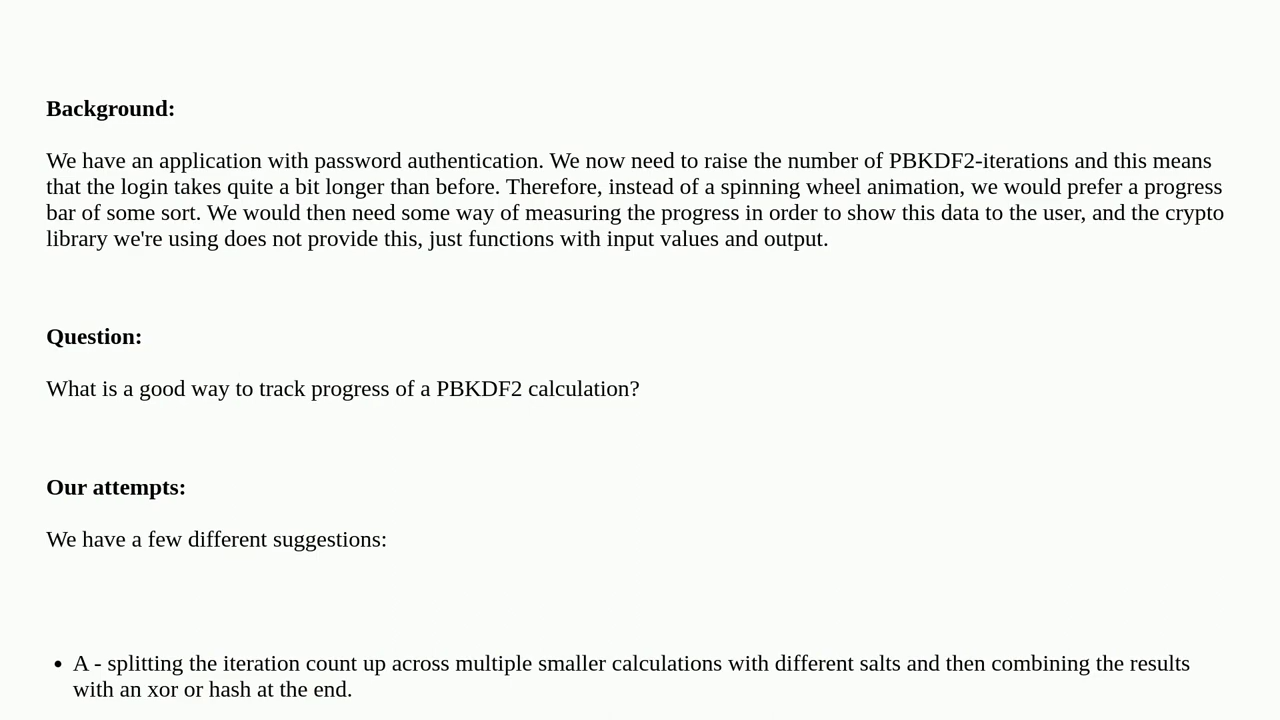 Background:
We have an application with password authentication. We now need to raise the number of PBKDF2-iterations and this means
that the login takes quite a bit longer than before. Therefore, instead of a spinning wheel animation, we would prefer a progress
bar of some sort. We would then need some way of measuring the progress in order to show this data to the user, and the crypto
library we're using does not provide this, just functions with input values and output.
Question:
What is a good way to track progress of a PBKDF2 calculation?
Our attempts:
We have a few different suggestions:
• A - splitting the iteration count up across multiple smaller calculations with different salts and then combining the results
with an xor or hash at the end.